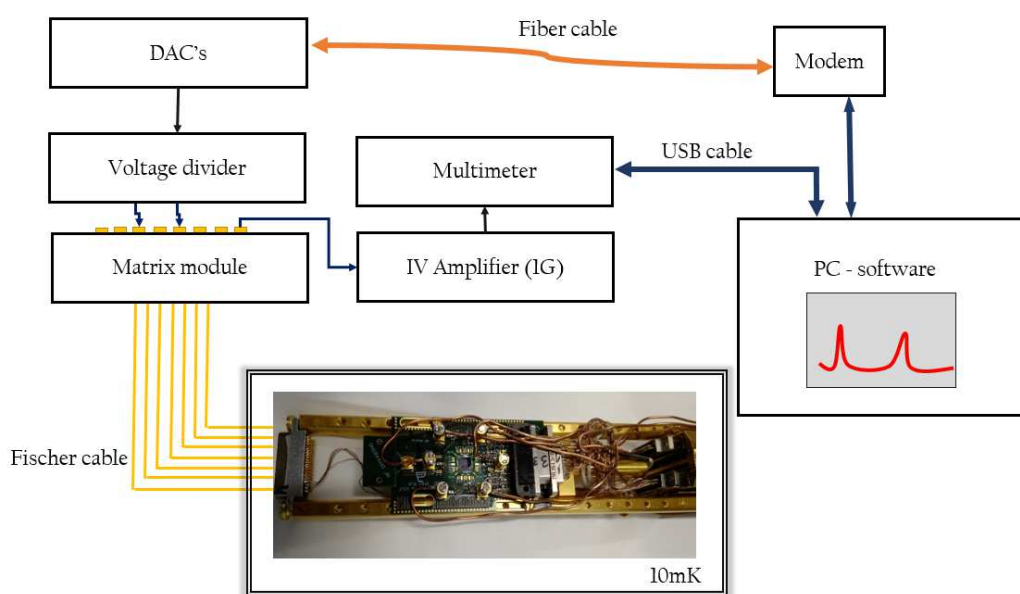 Fiber cable
DAC's
Modem
USB cable
Voltage divider
Multimeter
Matrix module
IV Amplifier (1G)
PC - software
Fischer cable
10mK